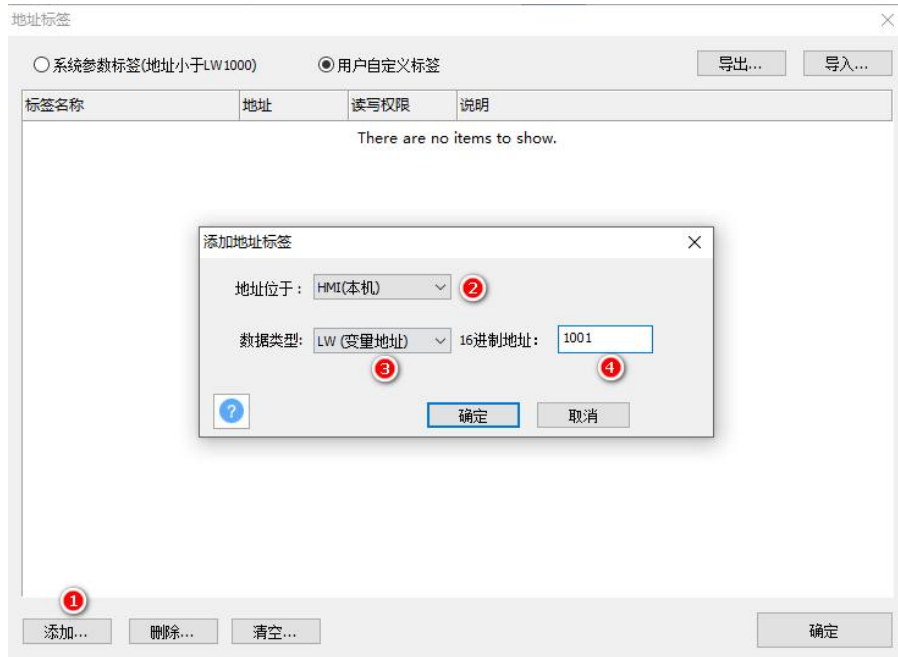 地址标签
系统参数标签(地址小于LW1000) 用户自定义标签 导出... 导入...
标签名称 地址 读写权限 说明
There are no items to show.
添加地址标签
地址位于： HMI(本机) 2
数据类型: LW (变量地址) 16进制地址： 1001
3 4
? 确定 取消
1
添加... 删除... 清空... 确定